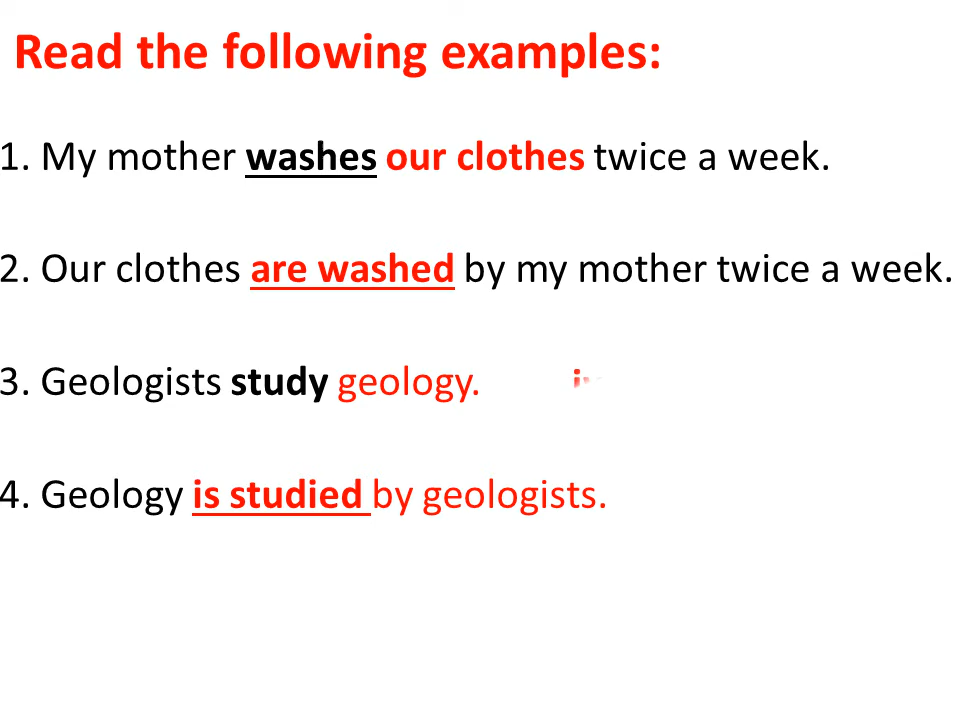 Read the following examples:
1. My mother washes our clothes twice a week.
2. Our clothes are washed by my mother twice a week.
3. Geologists study geology.
4. Geology is studied by geologists.